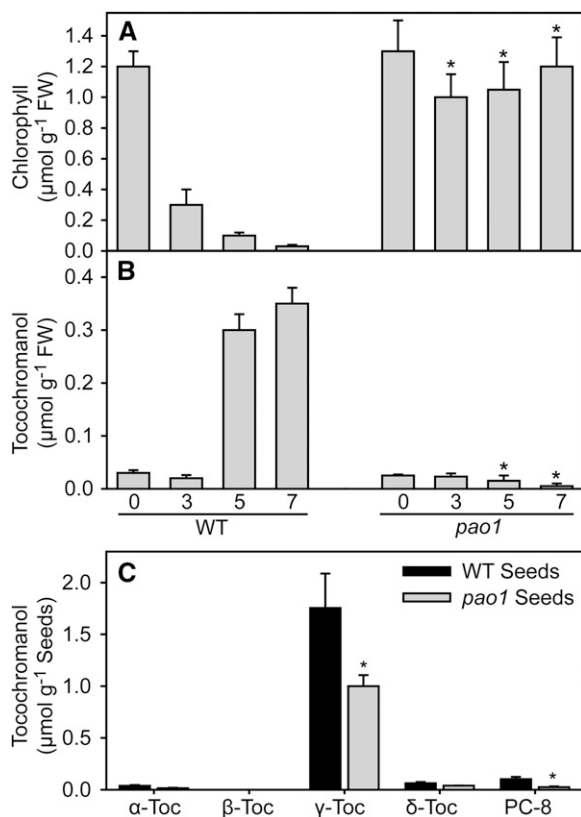 A
Chlorophyll
(μmol g⁻¹ FW)
1.4
1.2
1.0
0.8
0.6
0.4
0.2
0.0
* * *
B
Tocochromanol
(μmol g⁻¹ FW)
0.4
0.3
0.2
0.1
0.0
* *
0 3 5 7 0 3 5 7
WT pao1
C
Tocochromanol
(μmol g⁻¹ Seeds)
2.0
1.5
1.0
0.5
0.0
WT Seeds
pao1 Seeds
* *
α-Toc β-Toc γ-Toc δ-Toc PC-8